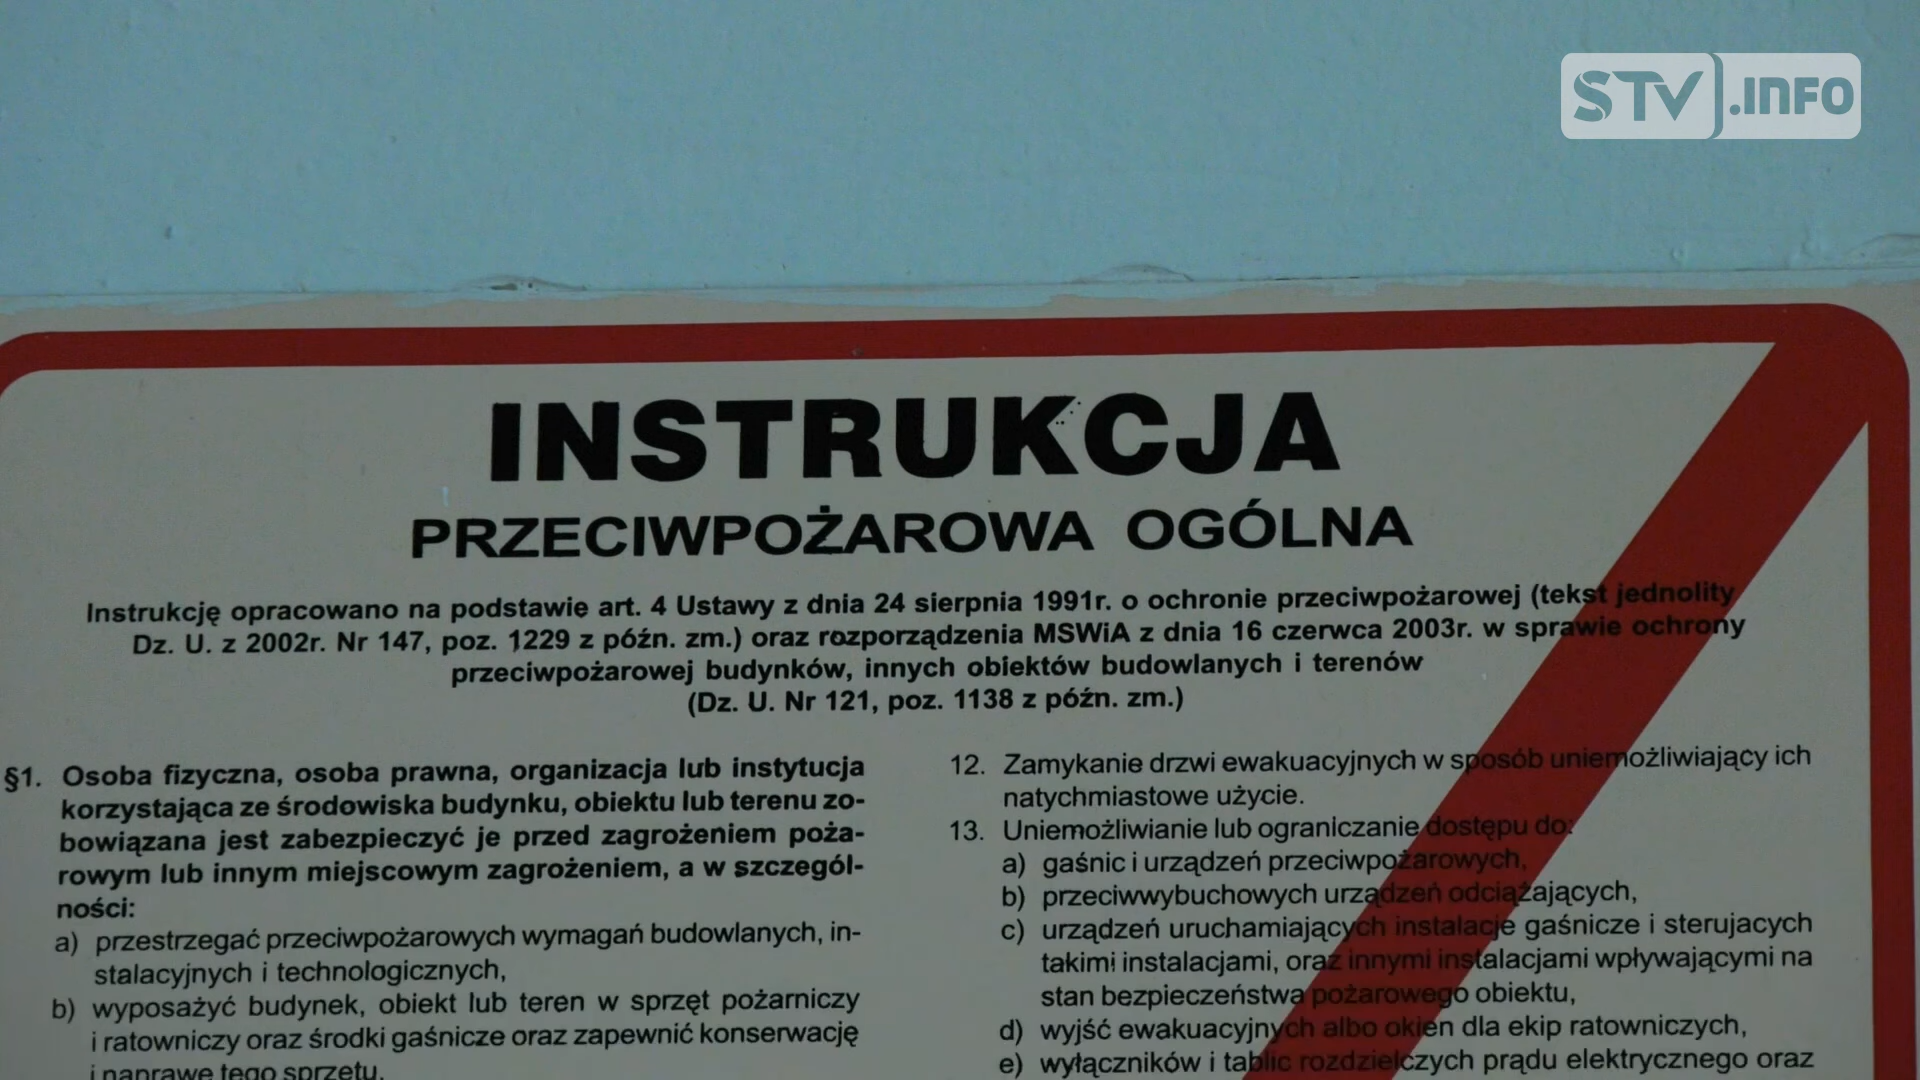 STV.INFO
INSTRUKCJA
PRZECIWPOŻAROWA OGÓLNA
Instrukcję opracowano na podstawie art. 4 Ustawy z dnia 24 sierpnia 1991r. o ochronie przeciwpożarowej (tekst jednolity
Dz. U. z 2002r. Nr 147, poz. 1229 z późn. zm.) oraz rozporządzenia MSWiA z dnia 16 czerwca 2003r. w sprawie ochrony
przeciwpożarowej budynków, innych obiektów budowlanych i terenów
(Dz. U. Nr 121, poz. 1138 z późn. zm.)
§1. Osoba fizyczna, osoba prawna, organizacja lub instytucja
korzystająca ze środowiska budynku, obiektu lub terenu zo-
bowiązana jest zabezpieczyć je przed zagrożeniem poża-
rowym lub innym miejscowym zagrożeniem, a w szczegól-
ności:
a) przestrzegać przeciwpożarowych wymagań budowlanych, in-
stalacyjnych i technologicznych,
b) wyposażyć budynek, obiekt lub teren w sprzęt pożarniczy
i ratowniczy oraz środki gaśnicze oraz zapewnić konserwację
i naprawę tego sprzętu,
12. Zamykanie drzwi ewakuacyjnych w sposób uniemożliwiający ich
natychmiastowe użycie.
13. Uniemożliwianie lub ograniczanie dostępu do:
a) gaśnic i urządzeń przeciwpożarowych,
b) przeciwwybuchowych urządzeń odciążających,
c) urządzeń uruchamiających instalacje gaśnicze i sterujacych
takimi instalacjami, oraz innymi instalacjami wpływającymi na
stan bezpieczeństwa pożarowego obiektu,
d) wyjść ewakuacyjnych albo okien dla ekip ratowniczych,
e) wyłączników i tablic rozdzielczych prądu elektrycznego oraz